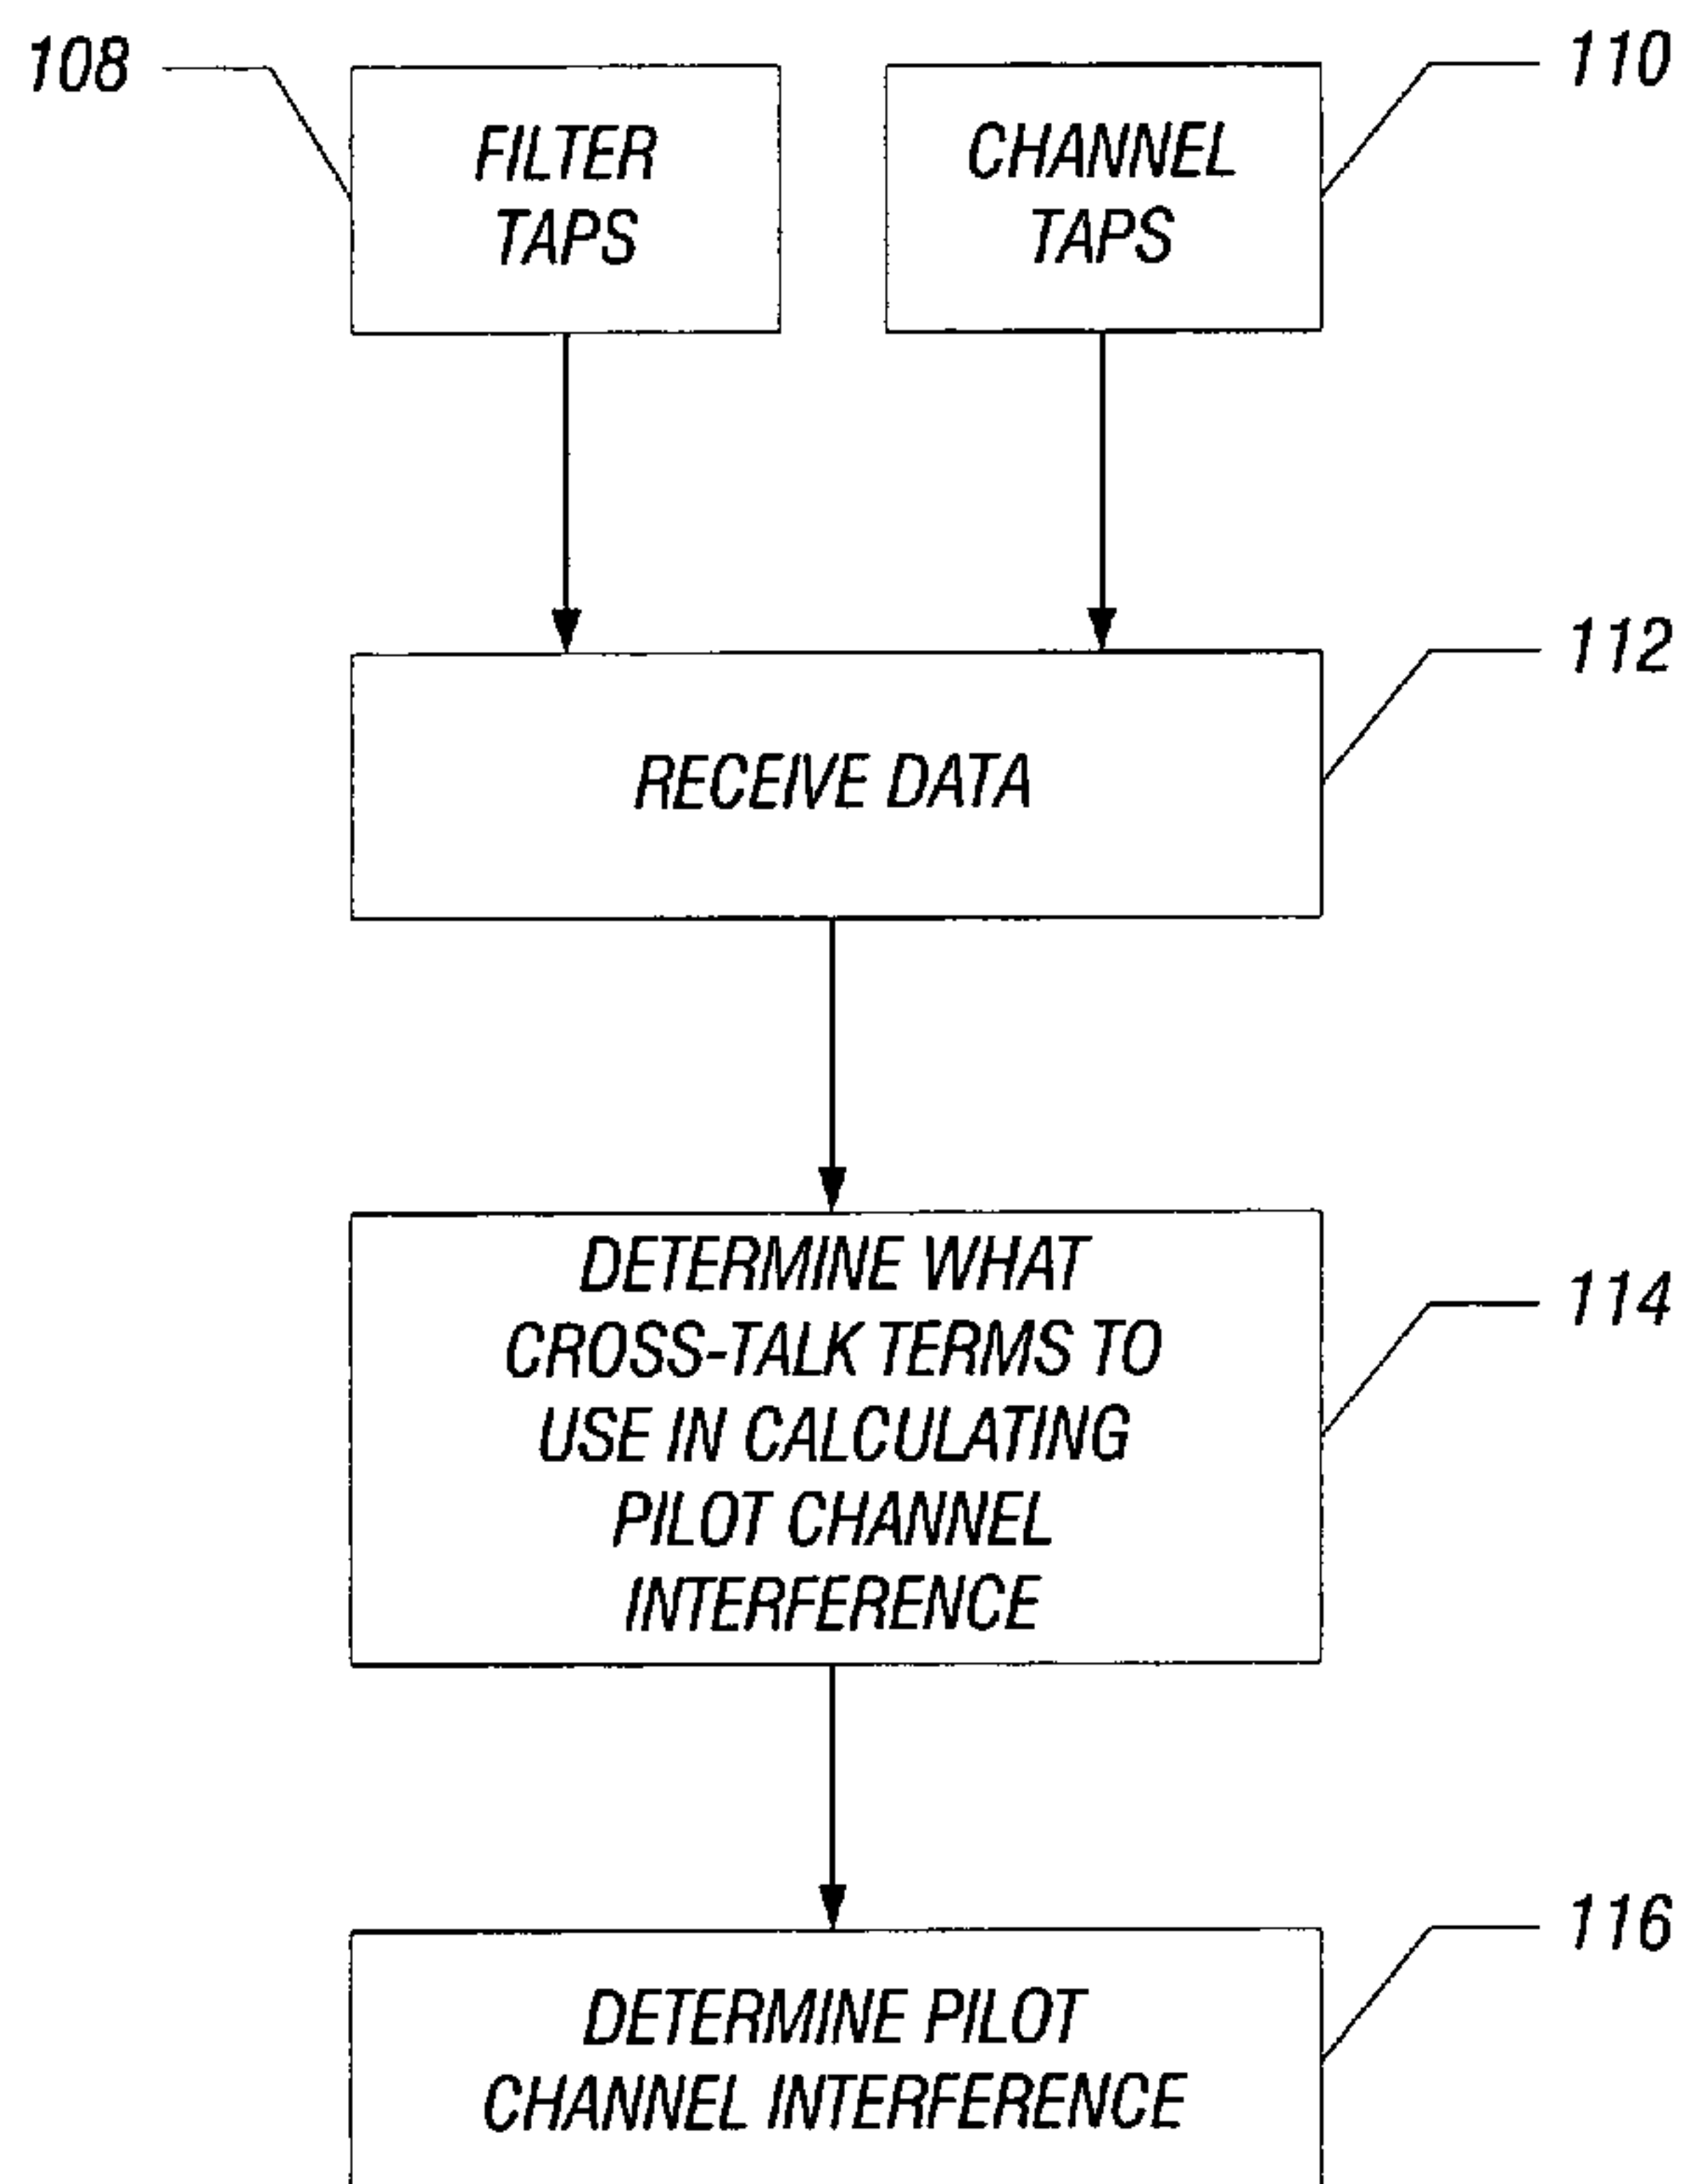 108
FILTER
TAPS
CHANNEL
TAPS
110
RECEIVE DATA
112
DETERMINE WHAT
CROSS-TALK TERMS TO
USE IN CALCULATING
PILOT CHANNEL
INTERFERENCE
114
DETERMINE PILOT
CHANNEL INTERFERENCE
116